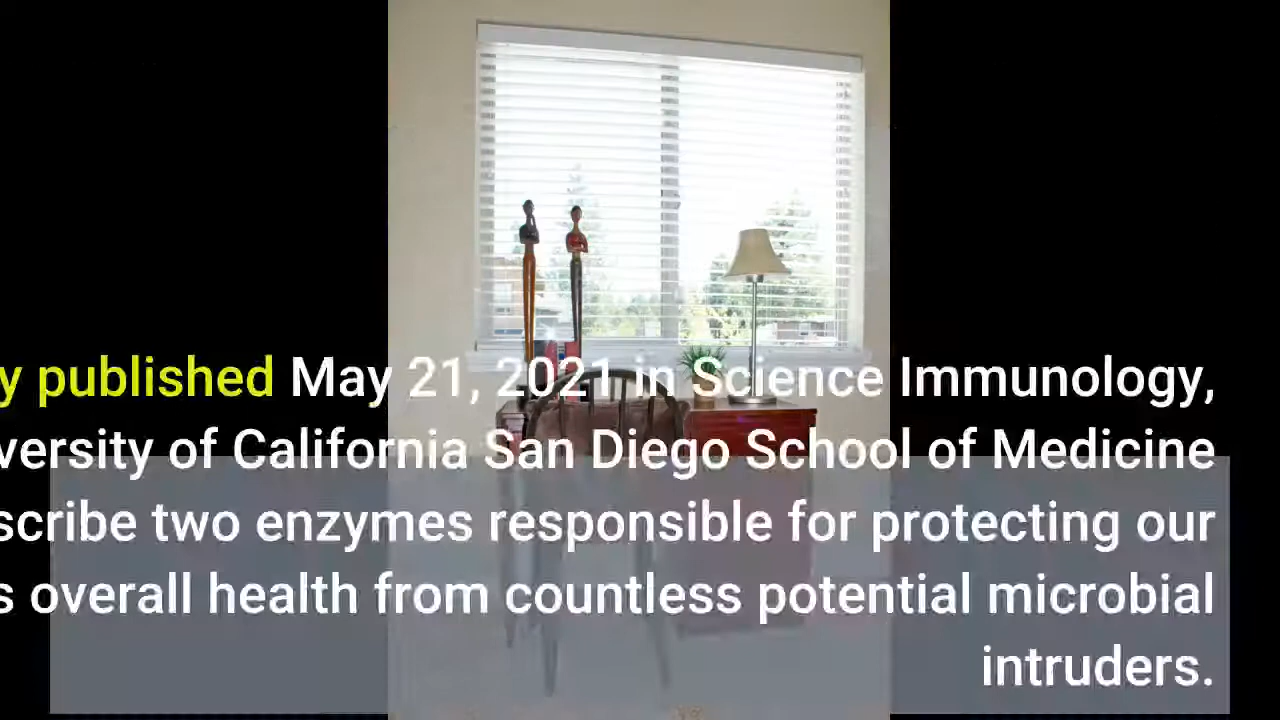 y published May 21, 2021 in Science Immunology,
versity of California San Diego School of Medicine
scribe two enzymes responsible for protecting our
s overall health from countless potential microbial
intruders.